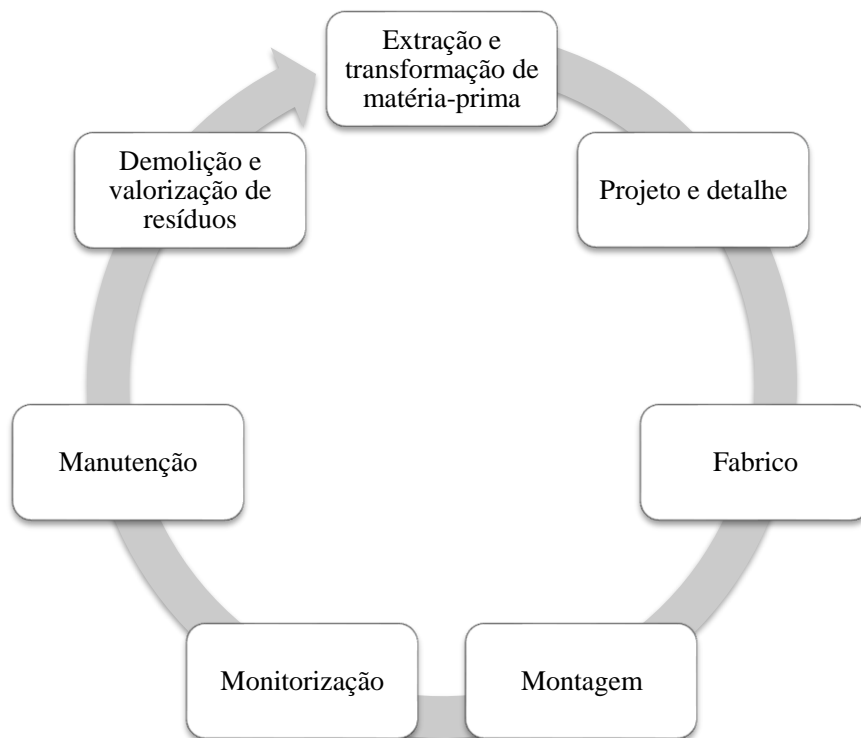 Extração e
transformação de
matéria-prima
Projeto e detalhe
Fabrico
Montagem
Monitorização
Manutenção
Demolição e
valorização de
resíduos